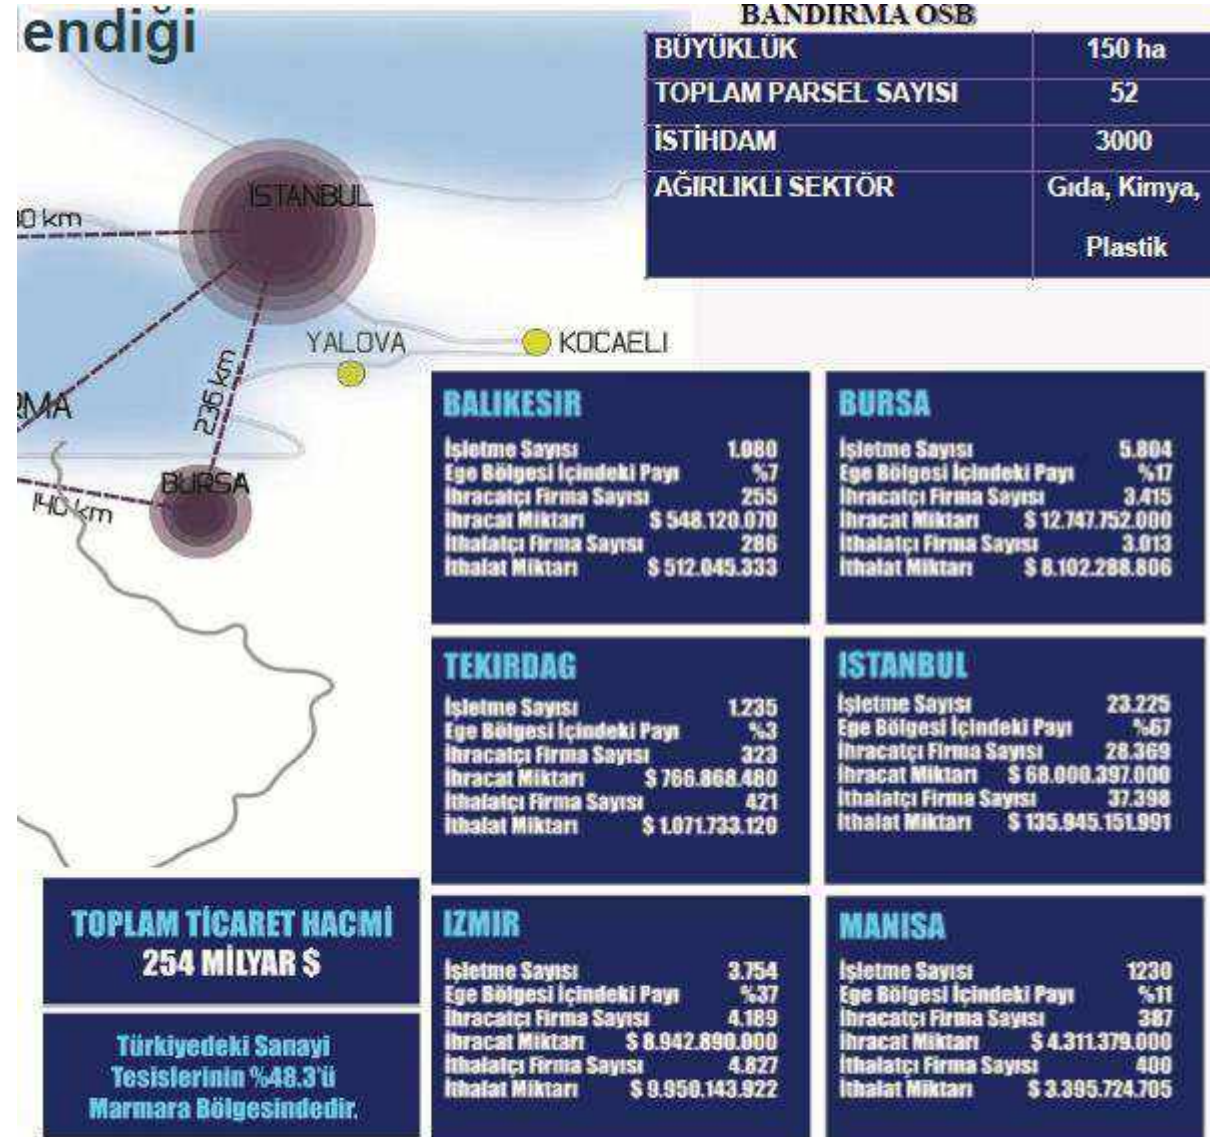 endiği
BANDIRMA OSB
BÜYÜKLÜK 150 ha
TOPLAM PARSEL SAYISI 52
İSTİHDAM 3000
AĞIRLIKLI SEKTÖR Gıda, Kimya,
Plastik
İSTANBUL
km
YALOVA
KOCAELI
236 km
RMA
BURSA
140 km
BALIKESIR
İşletme Sayısı 1.080
Ege Bölgesi İçindeki Payı %7
İhracatçı Firma Sayısı 255
İhracat Miktarı $ 548.120.070
İthalatçı Firma Sayısı 286
İthalat Miktarı $ 512.045.333
BURSA
İşletme Sayısı 5.804
Ege Bölgesi İçindeki Payı %17
İhracatçı Firma Sayısı 3.415
İhracat Miktarı $ 12.747.752.000
İthalatçı Firma Sayısı 3.013
İthalat Miktarı $ 8.102.288.806
TEKIRDAG
İşletme Sayısı 1.235
Ege Bölgesi İçindeki Payı %3
İhracatçı Firma Sayısı 323
İhracat Miktarı $ 766.868.480
İthalatçı Firma Sayısı 421
İthalat Miktarı $ 1.071.733.120
ISTANBUL
İşletme Sayısı 23.225
Ege Bölgesi İçindeki Payı %67
İhracatçı Firma Sayısı 28.369
İhracat Miktarı $ 68.000.397.000
İthalatçı Firma Sayısı 37.398
İthalat Miktarı $ 135.945.151.991
TOPLAM TİCARET HACMİ
254 MİLYAR $
Türkiyedeki Sanayi
Tesislerinin %48.3'ü
Marmara Bölgesindedir.
IZMIR
İşletme Sayısı 3.754
Ege Bölgesi İçindeki Payı %37
İhracatçı Firma Sayısı 4.189
İhracat Miktarı $ 8.942.890.000
İthalatçı Firma Sayısı 4.827
İthalat Miktarı $ 9.950.143.922
MANISA
İşletme Sayısı 1230
Ege Bölgesi İçindeki Payı %11
İhracatçı Firma Sayısı 387
İhracat Miktarı $ 4.311.379.000
İthalatçı Firma Sayısı 400
İthalat Miktarı $ 3.395.724.705